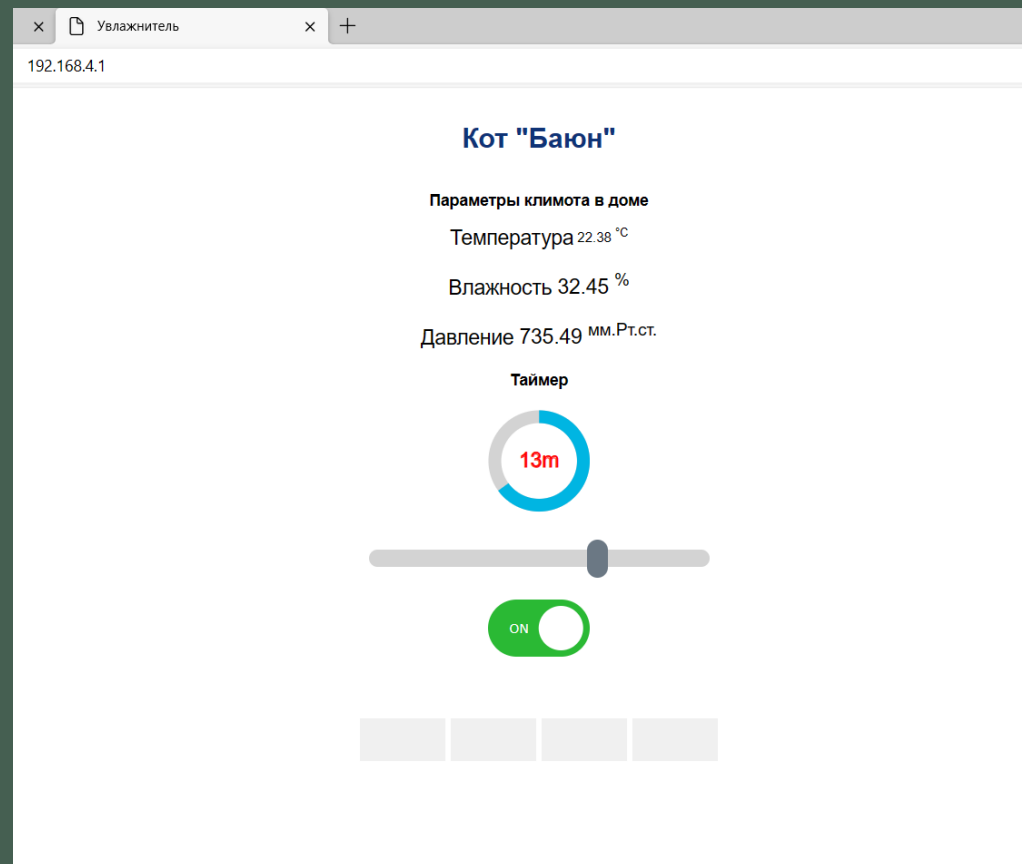 Увлажнитель
192.168.4.1
Кот "Баюн"
Параметры климота в доме
Температура 22.38 °C
Влажность 32.45 %
Давление 735.49 мм.Рт.ст.
Таймер
13m
ON